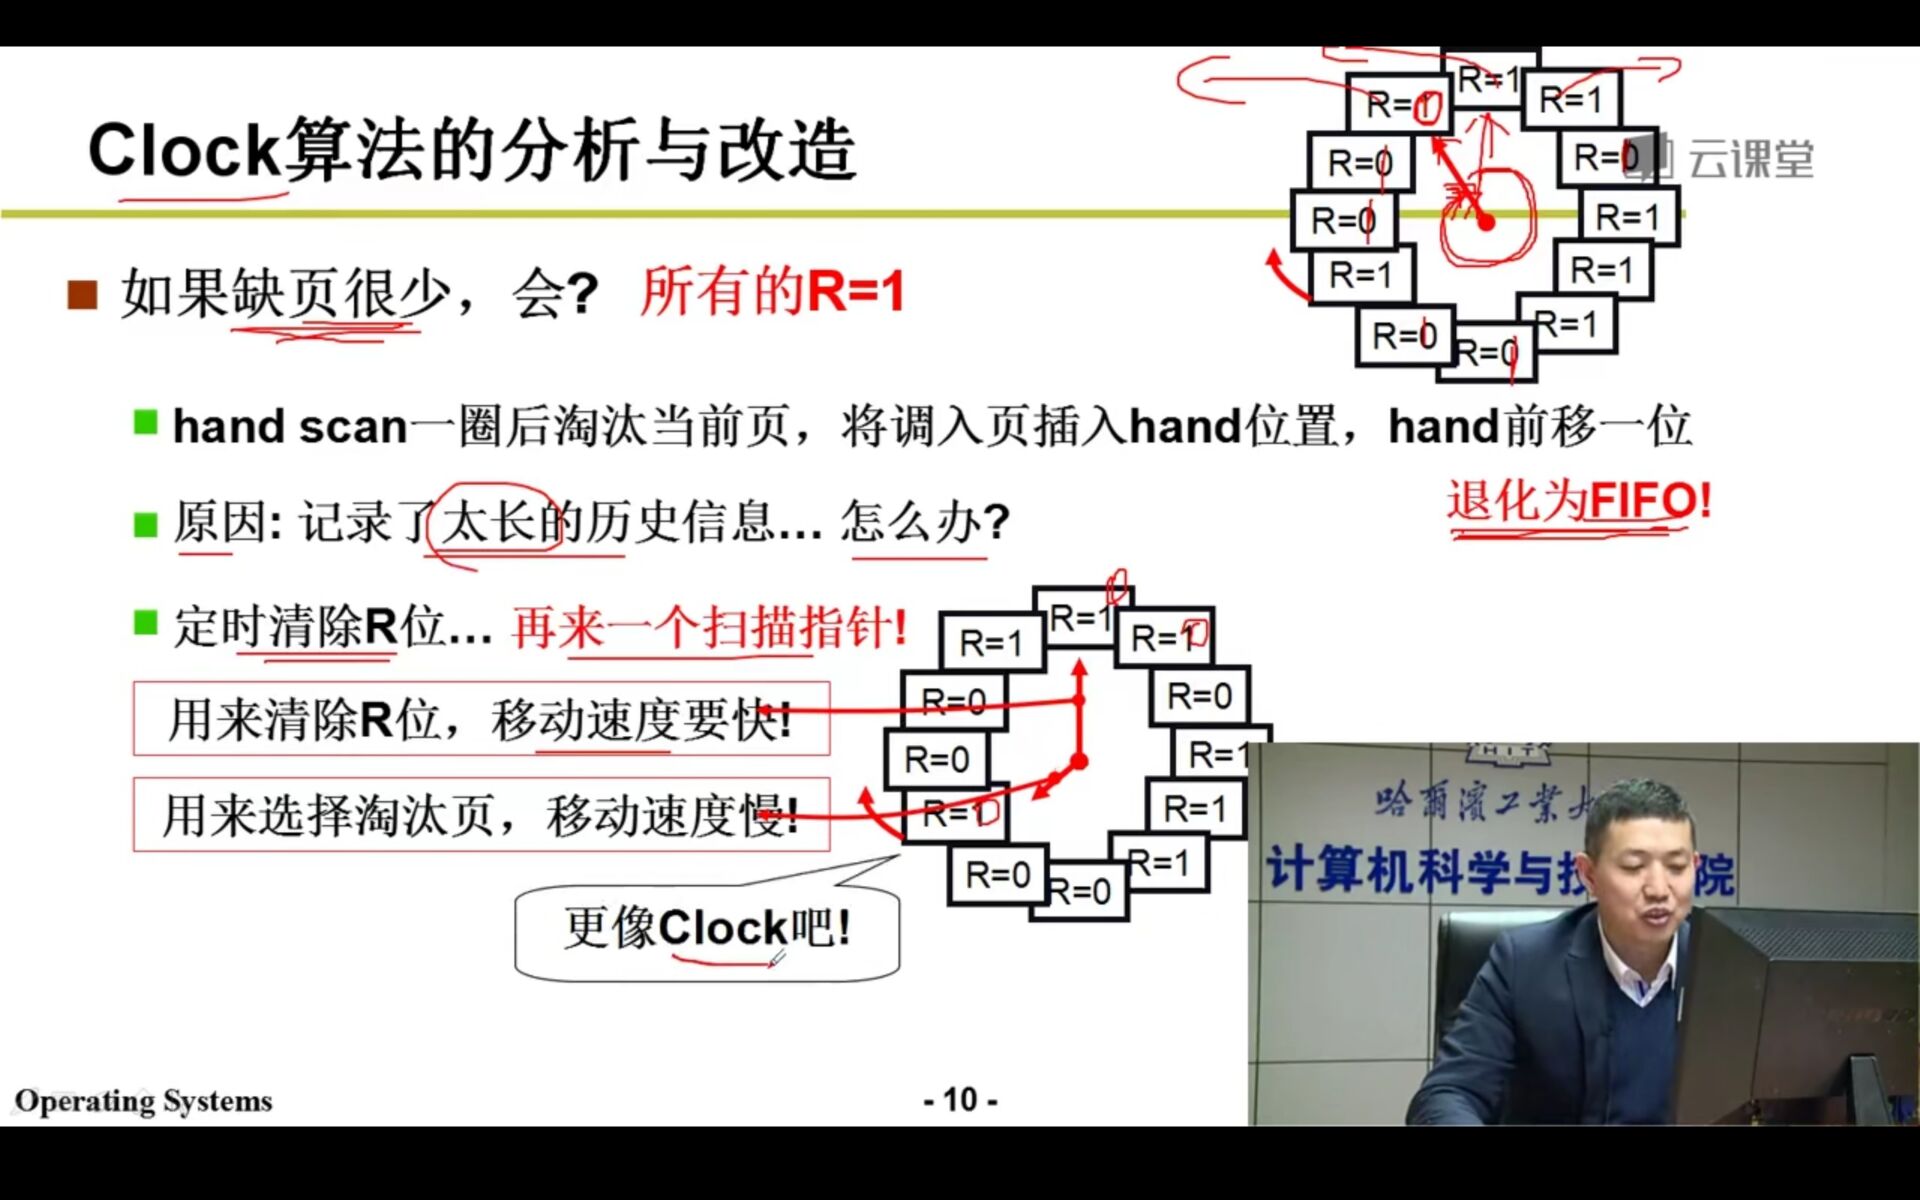 Clock算法的分析与改造
云课堂
R=1
R=1
R=1
R=0
R=0
R=0
R=1
R=1
R=1
R=1
R=0
R=0
如果缺页很少，会? 所有的R=1
hand scan一圈后淘汰当前页，将调入页插入hand位置，hand前移一位
退化为FIFO!
原因: 记录了太长的历史信息... 怎么办?
定时清除R位... 再来一个扫描指针!
用来清除R位，移动速度要快!
用来选择淘汰页，移动速度慢!
更像Clock吧!
R=1
R=1
R=1
R=0
R=0
R=0
R=1
R=1
R=1
R=1
R=0
R=0
HIT
哈爾濱工業大
计算机科学与技
院
Operating Systems
- 10 -